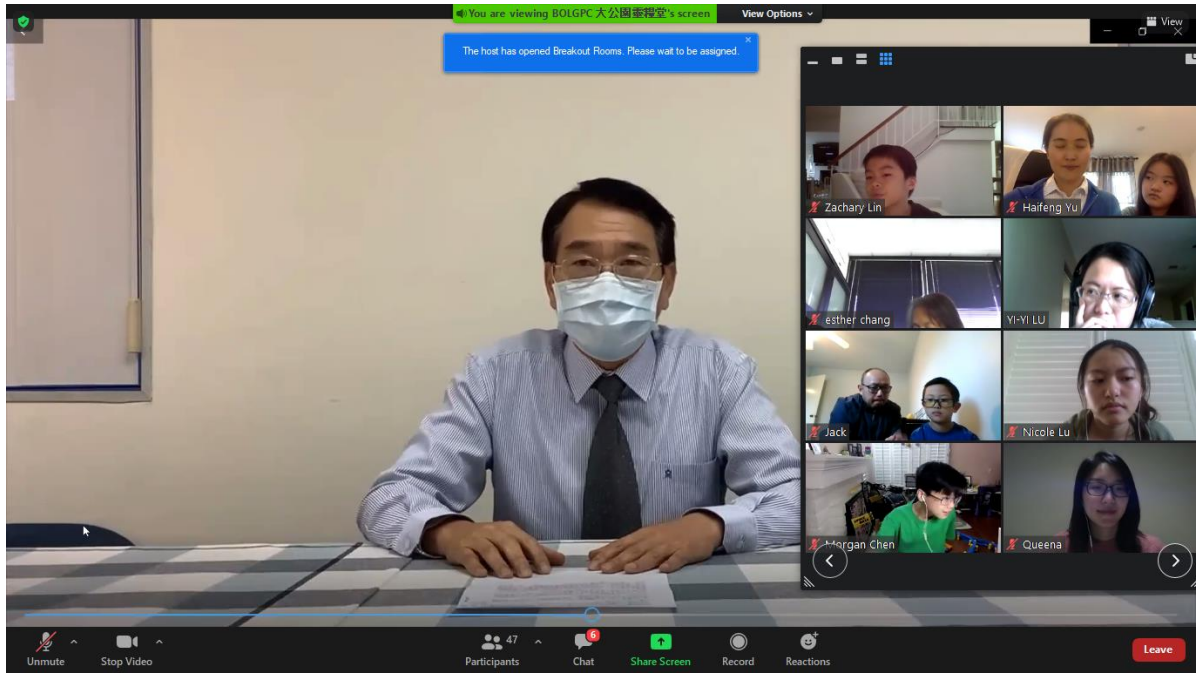 You are viewing BOLGPC 大公園靈糧堂's screen
View Options
View
The host has opened Breakout Rooms. Please wait to be assigned.
Zachary Lin
Haifeng Yu
esther chang
YI-YI LU
Jack
Nicole Lu
Morgan Chen
Queena
Unmute
Stop Video
47
Participants
6
Chat
Share Screen
Record
Reactions
Leave